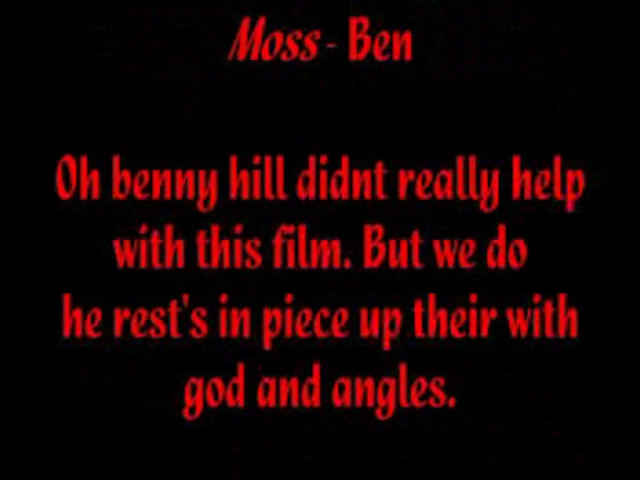 Moss - Ben
Oh benny hill didnt really help
with this film. But we do
he rest's in piece up their with
god and angles.